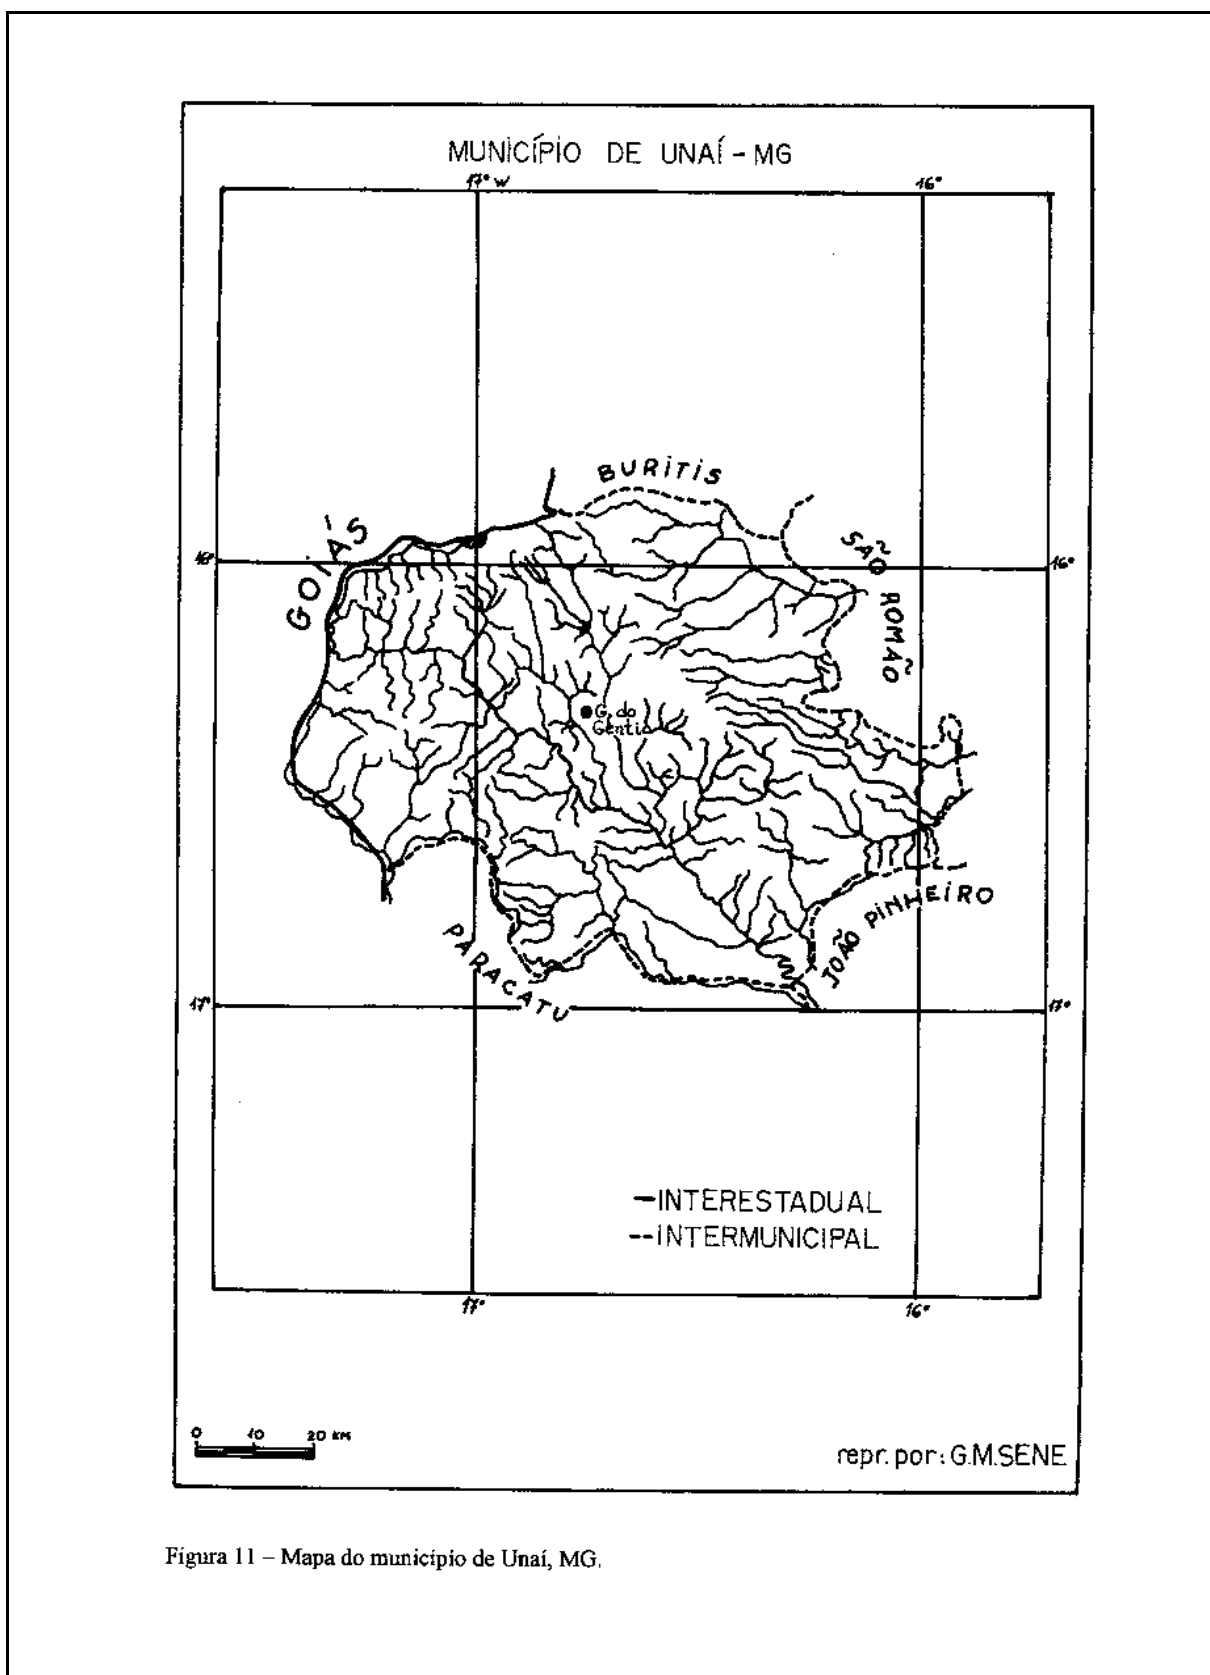 MUNICÍPIO DE UNAÍ - MG
17° W
16°
BURITIS
GOIÁS
SÃO ROMÃO
16°
16°
G. do
Gentio
JOÃO PINHEIRO
PARACATU
17°
17°
INTERESTADUAL
INTERMUNICIPAL
17°
16°
0 10 20 KM
repr. por: G.M.SENE
Figura 11 – Mapa do município de Unaí, MG.